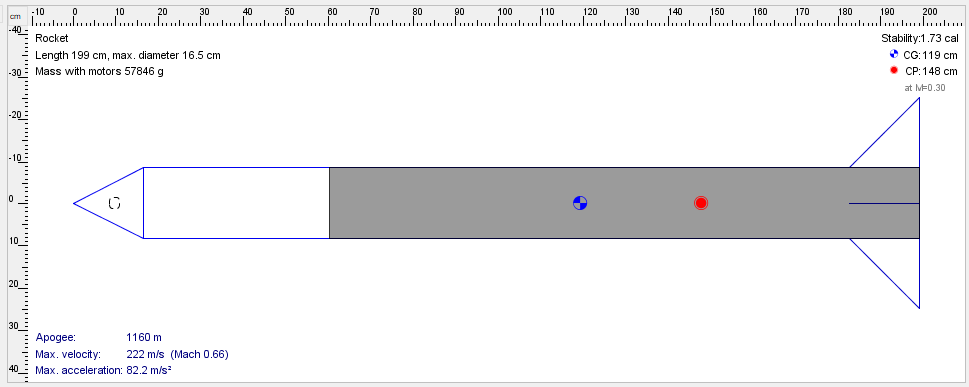 cm
-10 0 10 20 30 40 50 60 70 80 90 100 110 120 130 140 150 160 170 180 190 200
-40
-30
-20
-10
0
10
20
30
40
Rocket
Length 199 cm, max. diameter 16.5 cm
Mass with motors 57846 g
Stability:1.73 cal
CG:119 cm
CP:148 cm
at M=0.30
Apogee: 1160 m
Max. velocity: 222 m/s (Mach 0.66)
Max. acceleration: 82.2 m/s²